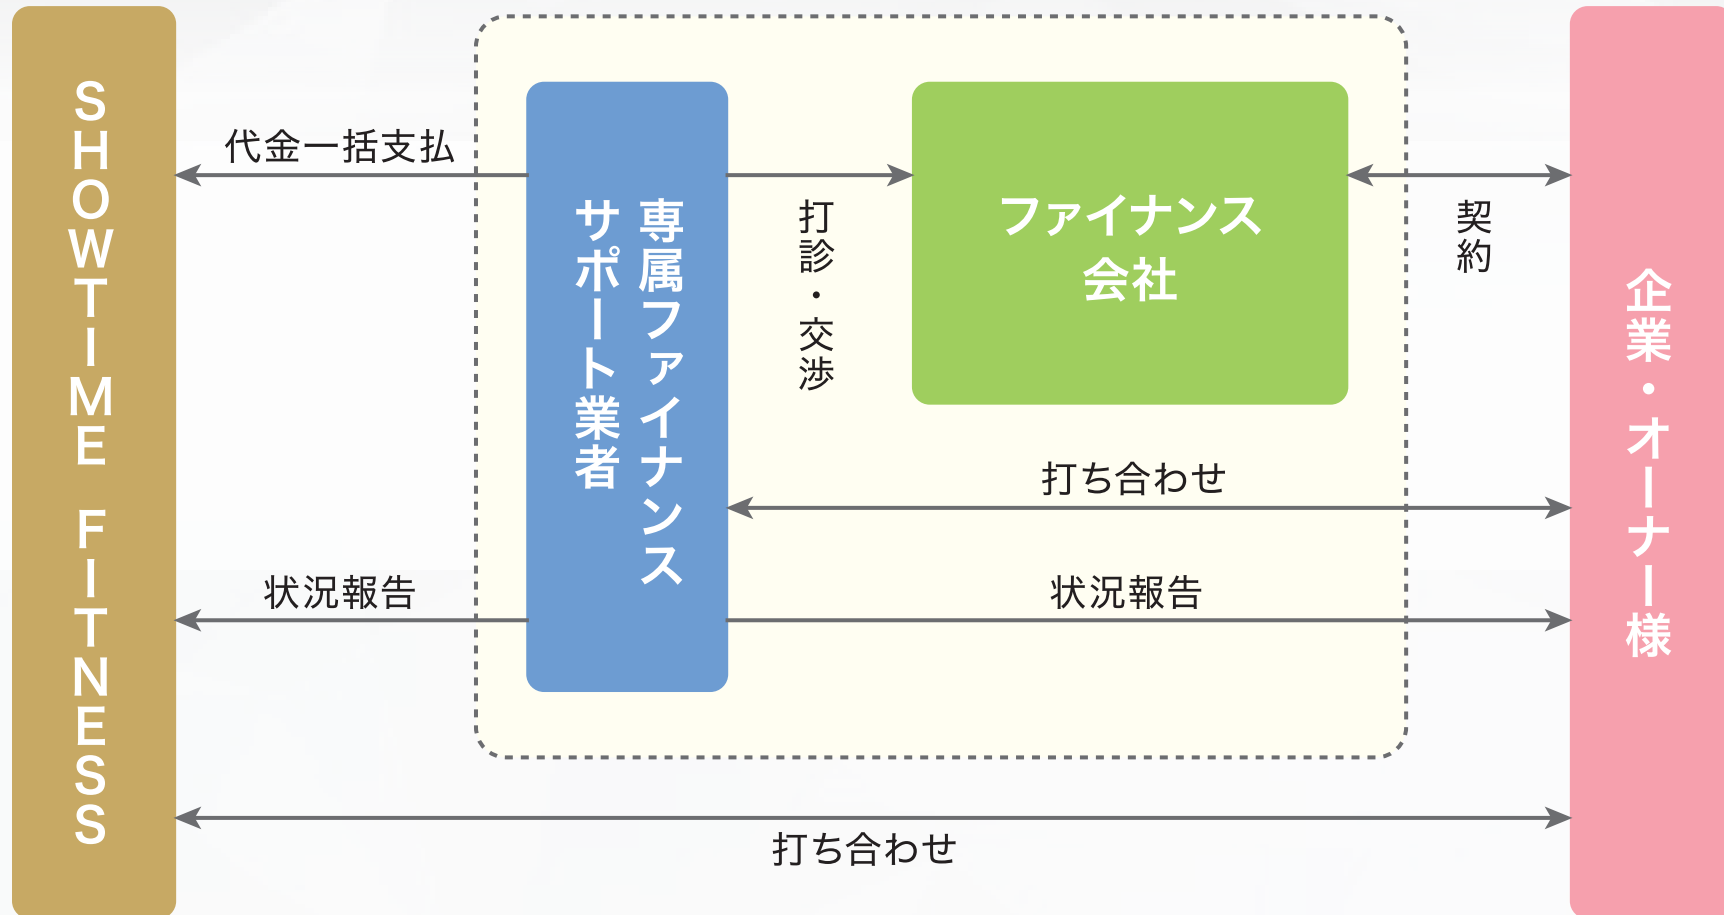 SHOWTIME FITNESS
代金一括支払
状況報告
専属ファイナンス
サポート業者
打診・交渉
ファイナンス
会社
契約
打ち合わせ
状況報告
企業・オーナー様
打ち合わせ